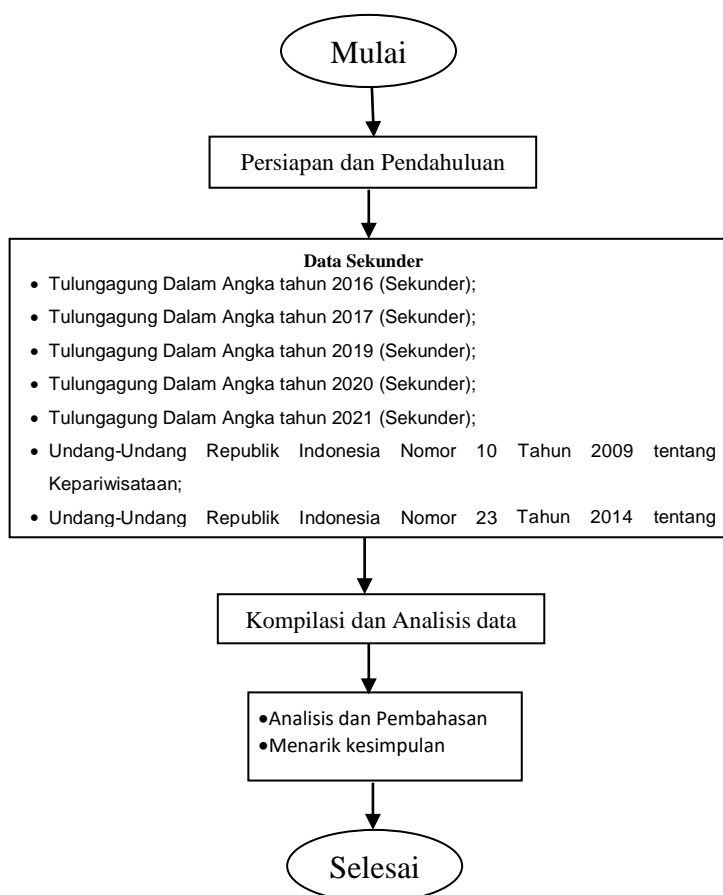 Mulai
Persiapan dan Pendahuluan
Data Sekunder
• Tulungagung Dalam Angka tahun 2016 (Sekunder);
• Tulungagung Dalam Angka tahun 2017 (Sekunder);
• Tulungagung Dalam Angka tahun 2019 (Sekunder);
• Tulungagung Dalam Angka tahun 2020 (Sekunder);
• Tulungagung Dalam Angka tahun 2021 (Sekunder);
• Undang-Undang Republik Indonesia Nomor 10 Tahun 2009 tentang
Kepariwisataan;
• Undang-Undang Republik Indonesia Nomor 23 Tahun 2014 tentang
Kompilasi dan Analisis data
•Analisis dan Pembahasan
•Menarik kesimpulan
Selesai